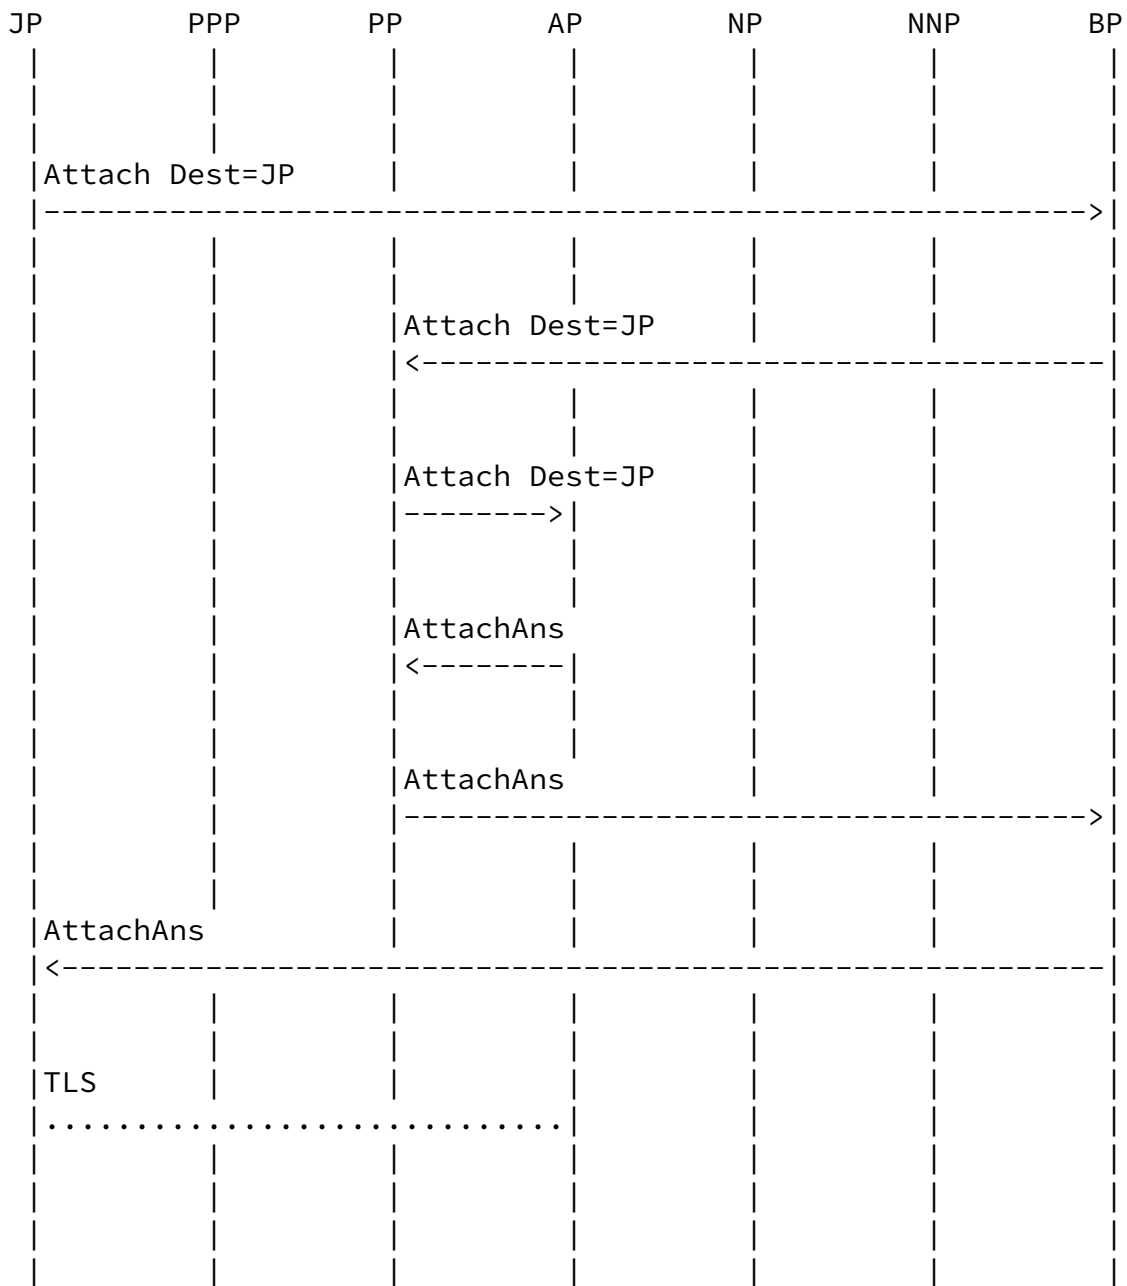 JP PPP PP AP NP NNP BP
Attach Dest=JP
Attach Dest=JP
Attach Dest=JP
AttachAns
AttachAns
AttachAns
TLS